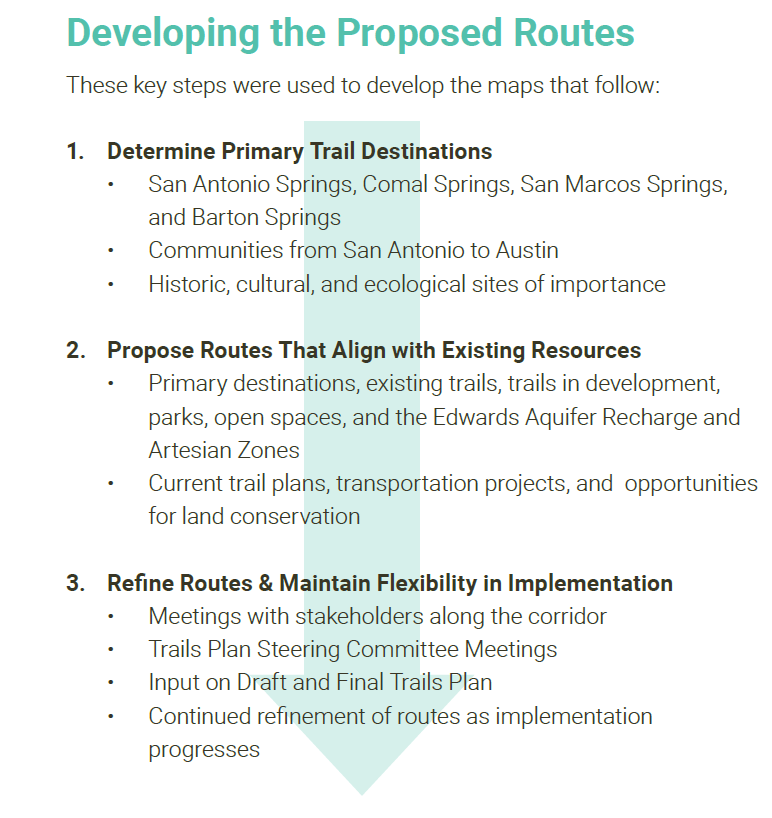 Developing the Proposed Routes
These key steps were used to develop the maps that follow:
1. Determine Primary Trail Destinations
• San Antonio Springs, Comal Springs, San Marcos Springs,
and Barton Springs
• Communities from San Antonio to Austin
• Historic, cultural, and ecological sites of importance
2. Propose Routes That Align with Existing Resources
• Primary destinations, existing trails, trails in development,
parks, open spaces, and the Edwards Aquifer Recharge and
Artesian Zones
• Current trail plans, transportation projects, and  opportunities
for land conservation
3. Refine Routes & Maintain Flexibility in Implementation
• Meetings with stakeholders along the corridor
• Trails Plan Steering Committee Meetings
• Input on Draft and Final Trails Plan
• Continued refinement of routes as implementation
progresses